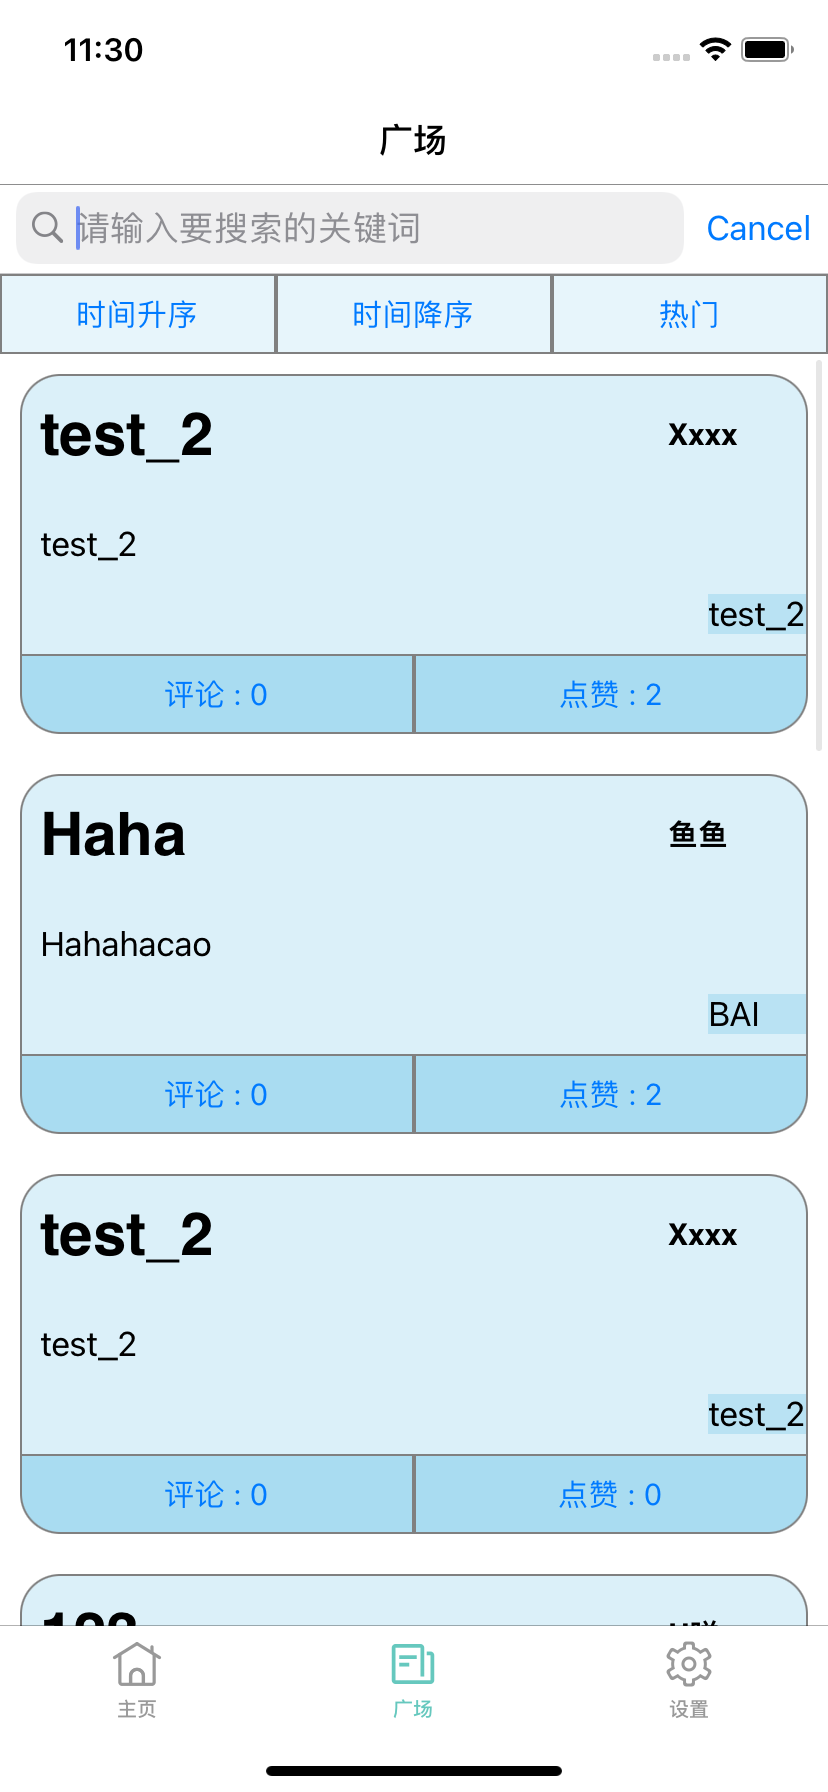 11:30
广场
请输入要搜索的关键词
Cancel
时间升序
时间降序
热门
test_2
Xxxx
test_2
test_2
评论 : 0
点赞 : 2
Haha
鱼鱼
Hahahacao
BAI
评论 : 0
点赞 : 2
test_2
Xxxx
test_2
test_2
评论 : 0
点赞 : 0
主页
广场
设置